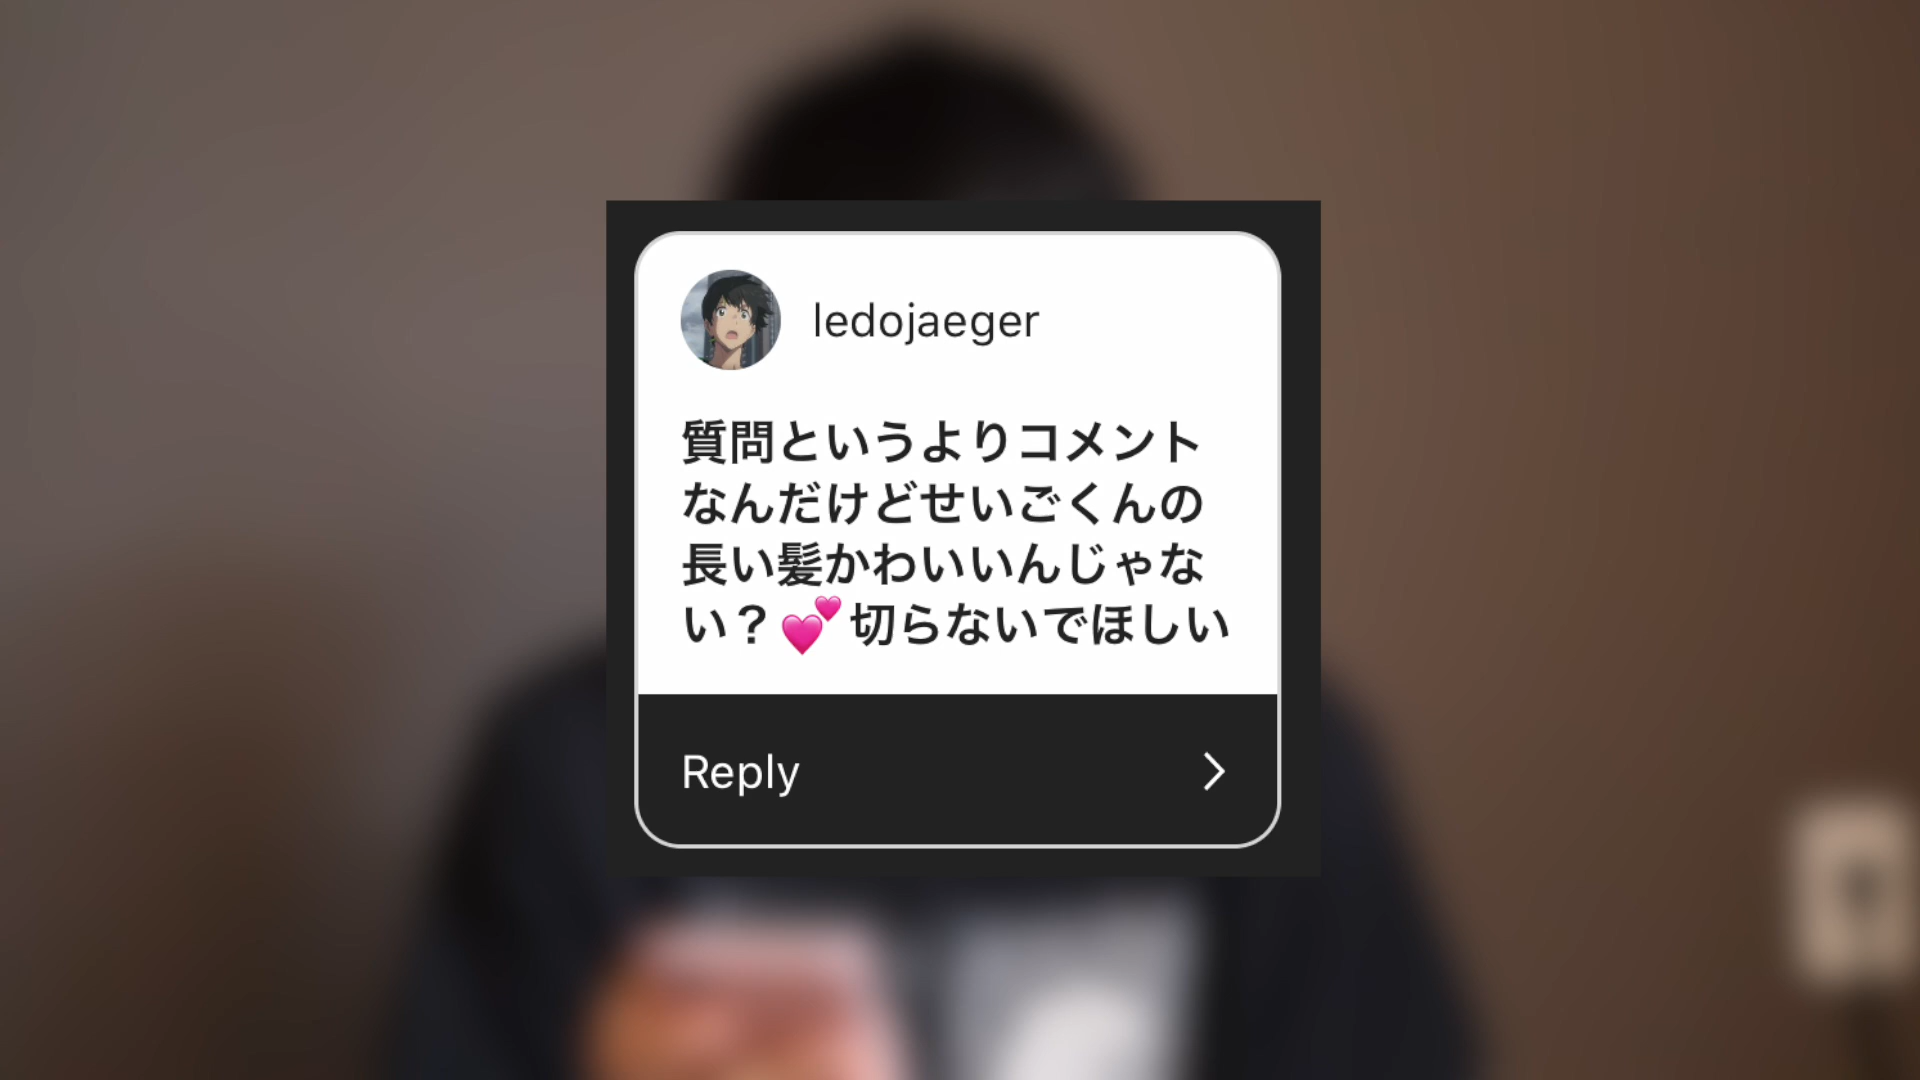 ledojaeger
質問というよりコメント
なんだけどせいごくんの
長い髪かわいいんじゃな
い？💕切らないでほしい
Reply